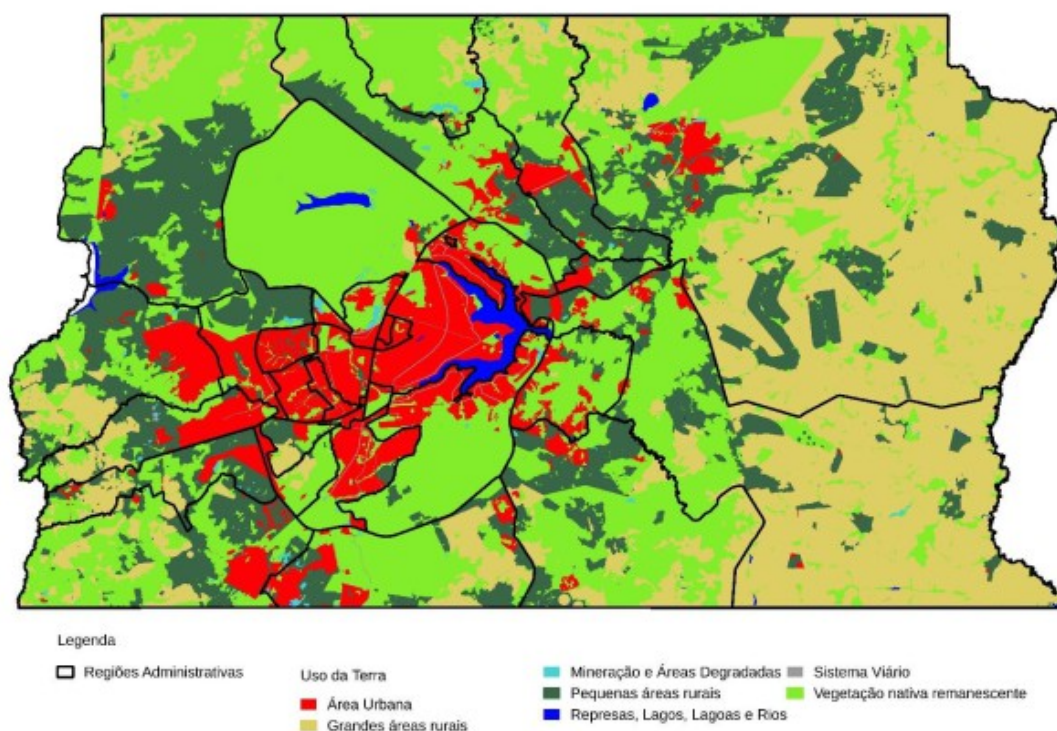 Legenda
Regiões Administrativas
Uso da Terra
Área Urbana
Grandes áreas rurais
Mineração e Áreas Degradadas
Pequenas áreas rurais
Represas, Lagos, Lagoas e Rios
Sistema Viário
Vegetação nativa remanescente